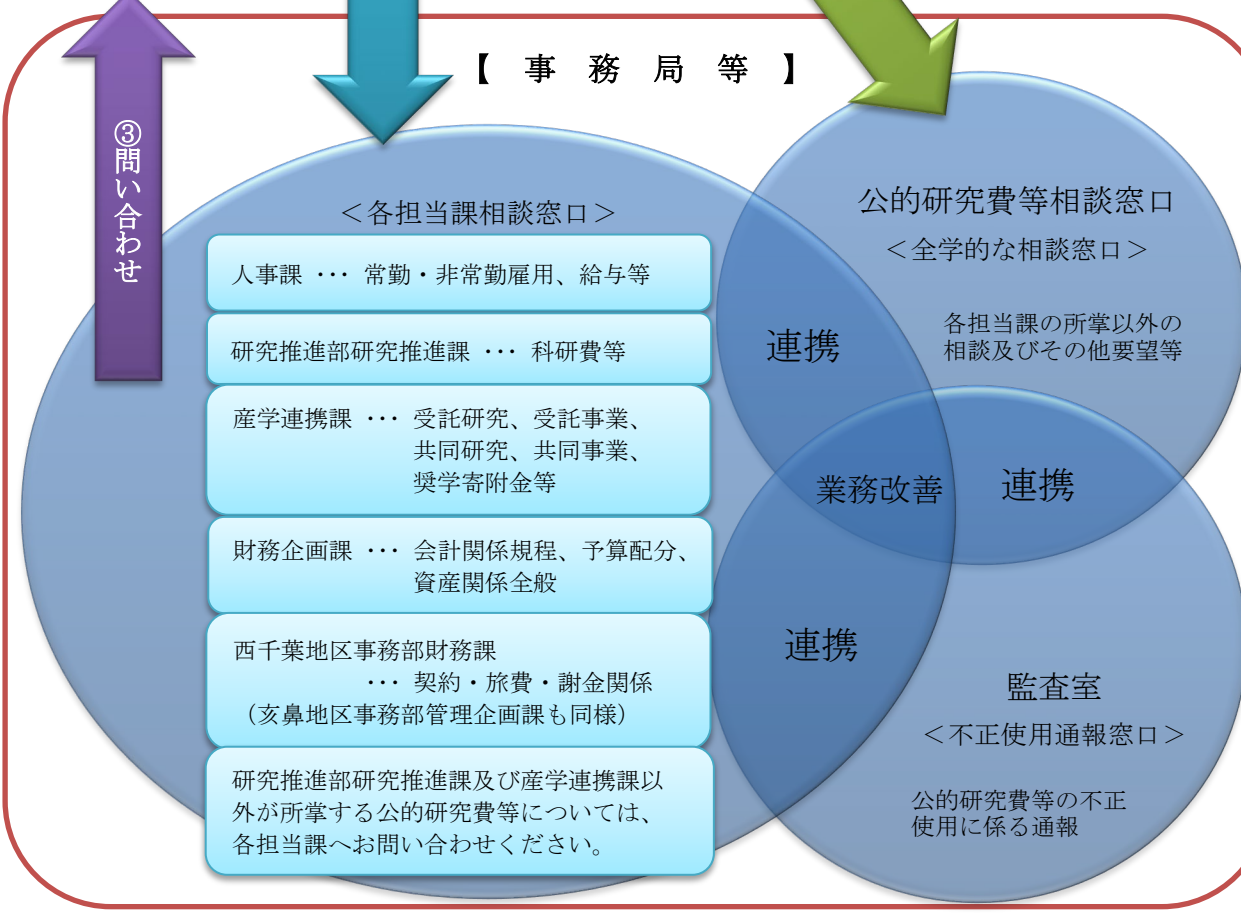 【 事 務 局 等 】
③問い合わせ
＜各担当課相談窓口＞
人事課 ･･･ 常勤・非常勤雇用、給与等
研究推進部研究推進課 ･･･ 科研費等
産学連携課 ･･･ 受託研究、受託事業、
共同研究、共同事業、
奨学寄附金等
財務企画課 ･･･ 会計関係規程、予算配分、
資産関係全般
西千葉地区事務部財務課
･･･ 契約・旅費・謝金関係
（亥鼻地区事務部管理企画課も同様）
研究推進部研究推進課及び産学連携課以
外が所掌する公的研究費等については、
各担当課へお問い合わせください。
公的研究費等相談窓口
＜全学的な相談窓口＞
各担当課の所掌以外の
相談及びその他要望等
連携
業務改善
連携
連携
監査室
＜不正使用通報窓口＞
公的研究費等の不正
使用に係る通報